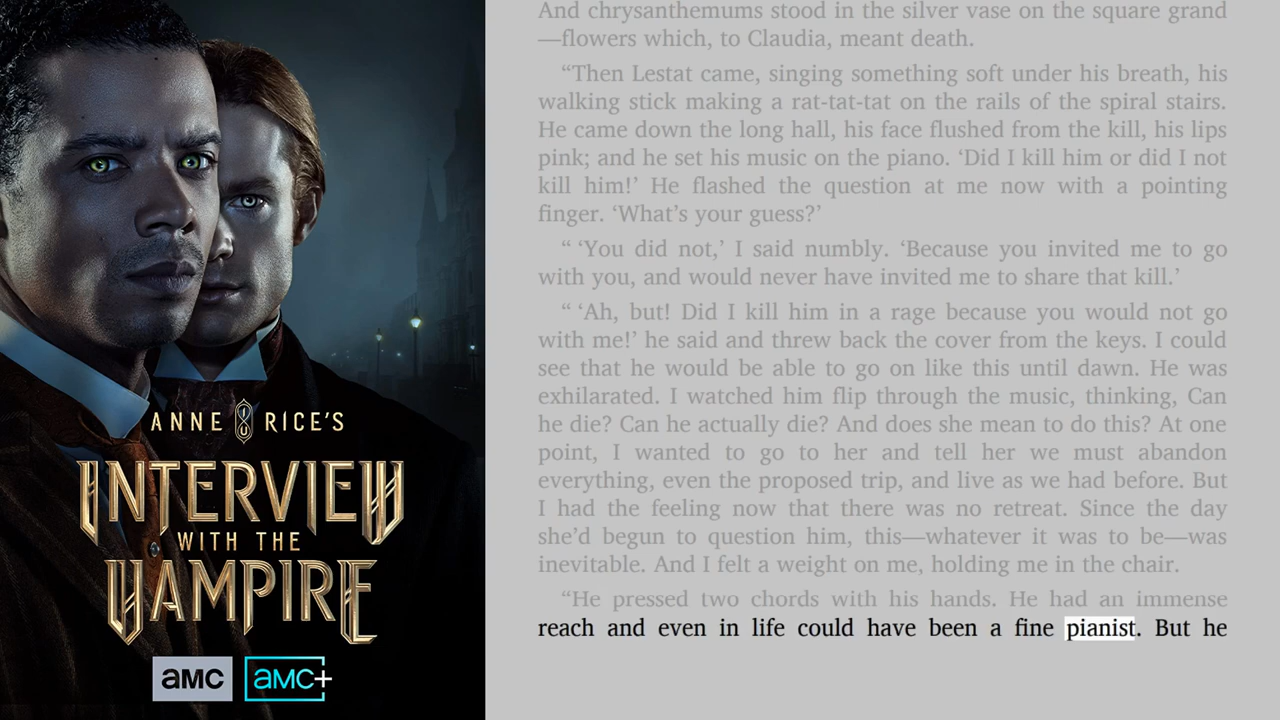 ANNE RICE'S
INTERVIEW
WITH THE
VAMPIRE
aMC
aMC+
And chrysanthemums stood in the silver vase on the square grand
—flowers which, to Claudia, meant death.
“Then Lestat came, singing something soft under his breath, his
walking stick making a rat-tat-tat on the rails of the spiral stairs.
He came down the long hall, his face flushed from the kill, his lips
pink; and he set his music on the piano. ‘Did I kill him or did I not
kill him!’ He flashed the question at me now with a pointing
finger. ‘What’s your guess?’
“ ‘You did not,’ I said numbly. ‘Because you invited me to go
with you, and would never have invited me to share that kill.’
“ ‘Ah, but! Did I kill him in a rage because you would not go
with me!’ he said and threw back the cover from the keys. I could
see that he would be able to go on like this until dawn. He was
exhilarated. I watched him flip through the music, thinking, Can
he die? Can he actually die? And does she mean to do this? At one
point, I wanted to go to her and tell her we must abandon
everything, even the proposed trip, and live as we had before. But
I had the feeling now that there was no retreat. Since the day
she’d begun to question him, this—whatever it was to be—was
inevitable. And I felt a weight on me, holding me in the chair.
“He pressed two chords with his hands. He had an immense
reach and even in life could have been a fine pianist. But he